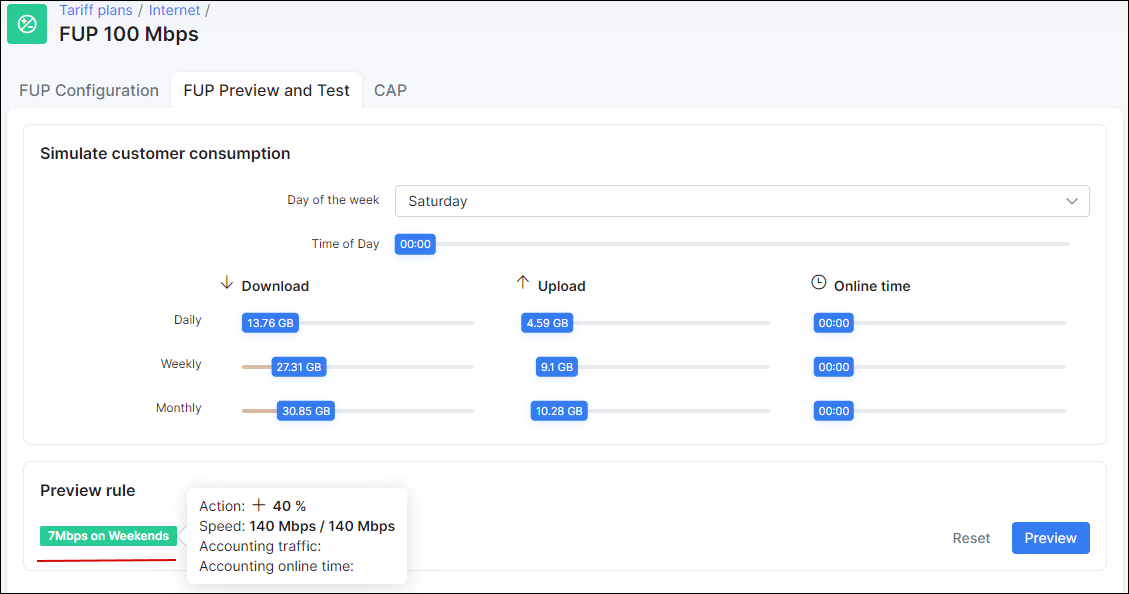 Tariff plans / Internet /
FUP 100 Mbps
FUP Configuration FUP Preview and Test CAP
Simulate customer consumption
Day of the week Saturday
Time of Day 00:00
Download Upload Online time
Daily 13.76 GB 4.59 GB 00:00
Weekly 27.31 GB 9.1 GB 00:00
Monthly 30.85 GB 10.28 GB 00:00
Preview rule
7Mbps on Weekends
Action: + 40 %
Speed: 140 Mbps / 140 Mbps
Accounting traffic:
Accounting online time:
Reset Preview